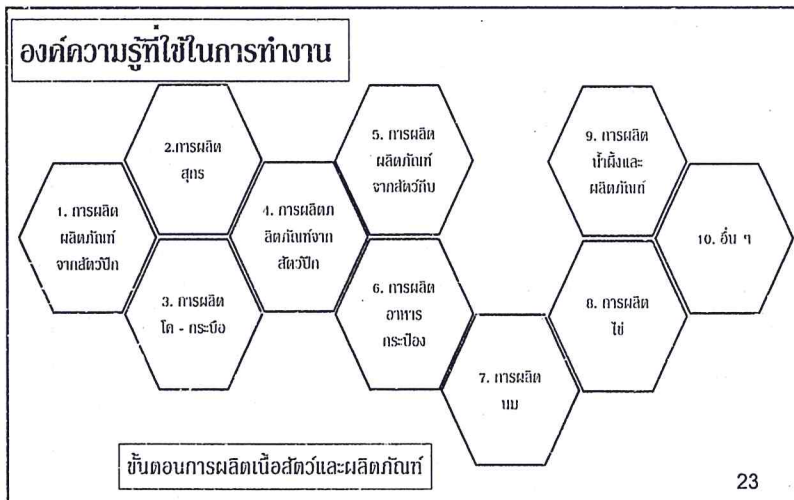 องค์ความรู้ที่ใช้ในการทำงาน
1. การผลิต
ผลิตภัณฑ์
จากสัตว์ปีก
2.การผลิต
สุกร
3. การผลิต
โค - กระบือ
4. การผลิตภ
ลิตภัณฑ์จาก
สัตว์ปีก
5. การผลิต
ผลิตภัณฑ์
จากสัตว์กีบ
6. การผลิต
อาหาร
กระป๋อง
7. การผลิต
นม
8. การผลิต
ไข่
9. การผลิต
น้ำผึ้งและ
ผลิตภัณฑ์
10. อื่น ๆ
ขั้นตอนการผลิตเนื้อสัตว์และผลิตภัณฑ์
23